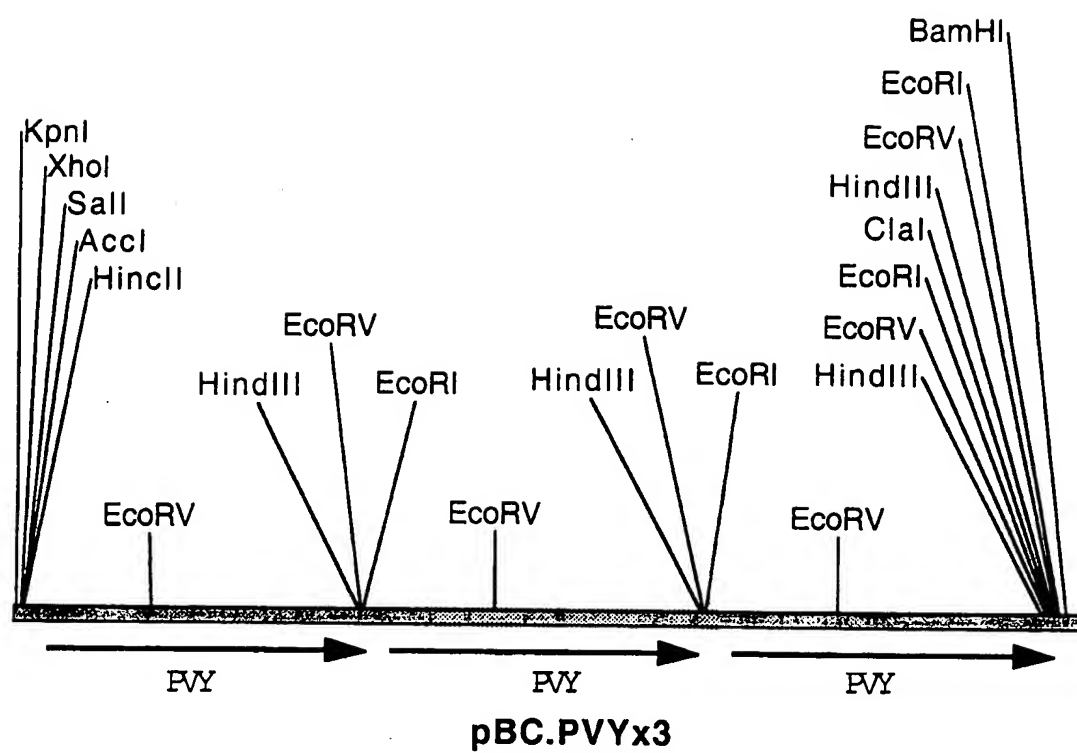 BamHI
EcoRI
EcoRV
HindIII
ClaI
EcoRI
EcoRV
HindIII
KpnI
XhoI
SalI
AccI
HincII
HindIII
EcoRV
EcoRI
HindIII
EcoRV
EcoRI
EcoRV
EcoRV
EcoRV
PVY
PVY
PVY
pBC.PVYx3